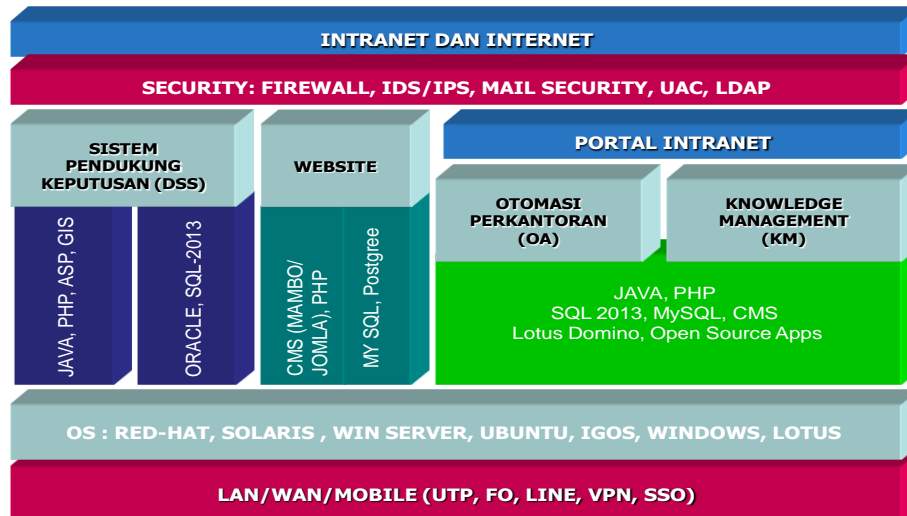 INTRANET DAN INTERNET
SECURITY: FIREWALL, IDS/IPS, MAIL SECURITY, UAC, LDAP
SISTEM
PENDUKUNG
KEPUTUSAN (DSS)
JAVA, PHP, ASP, GIS
ORACLE, SQL-2013
WEBSITE
CMS (MAMBO/
JOMLA), PHP
MY SQL, Postgree
PORTAL INTRANET
OTOMASI
PERKANTORAN
(OA)
KNOWLEDGE
MANAGEMENT
(KM)
JAVA, PHP
SQL 2013, MySQL, CMS
Lotus Domino, Open Source Apps
OS : RED-HAT, SOLARIS , WIN SERVER, UBUNTU, IGOS, WINDOWS, LOTUS
LAN/WAN/MOBILE (UTP, FO, LINE, VPN, SSO)